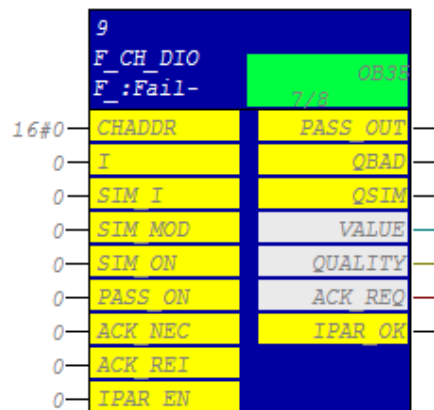 9
F_CH_DIO
F_:Fail-
OB35
7/8
16#0 CHADDR PASS_OUT
0 I QBAD
0 SIM_I QSIM
0 SIM_MOD VALUE
0 SIM_ON QUALITY
0 PASS_ON ACK_REQ
0 ACK_NEC IPAR_OK
0 ACK_REI
0 IPAR_EN